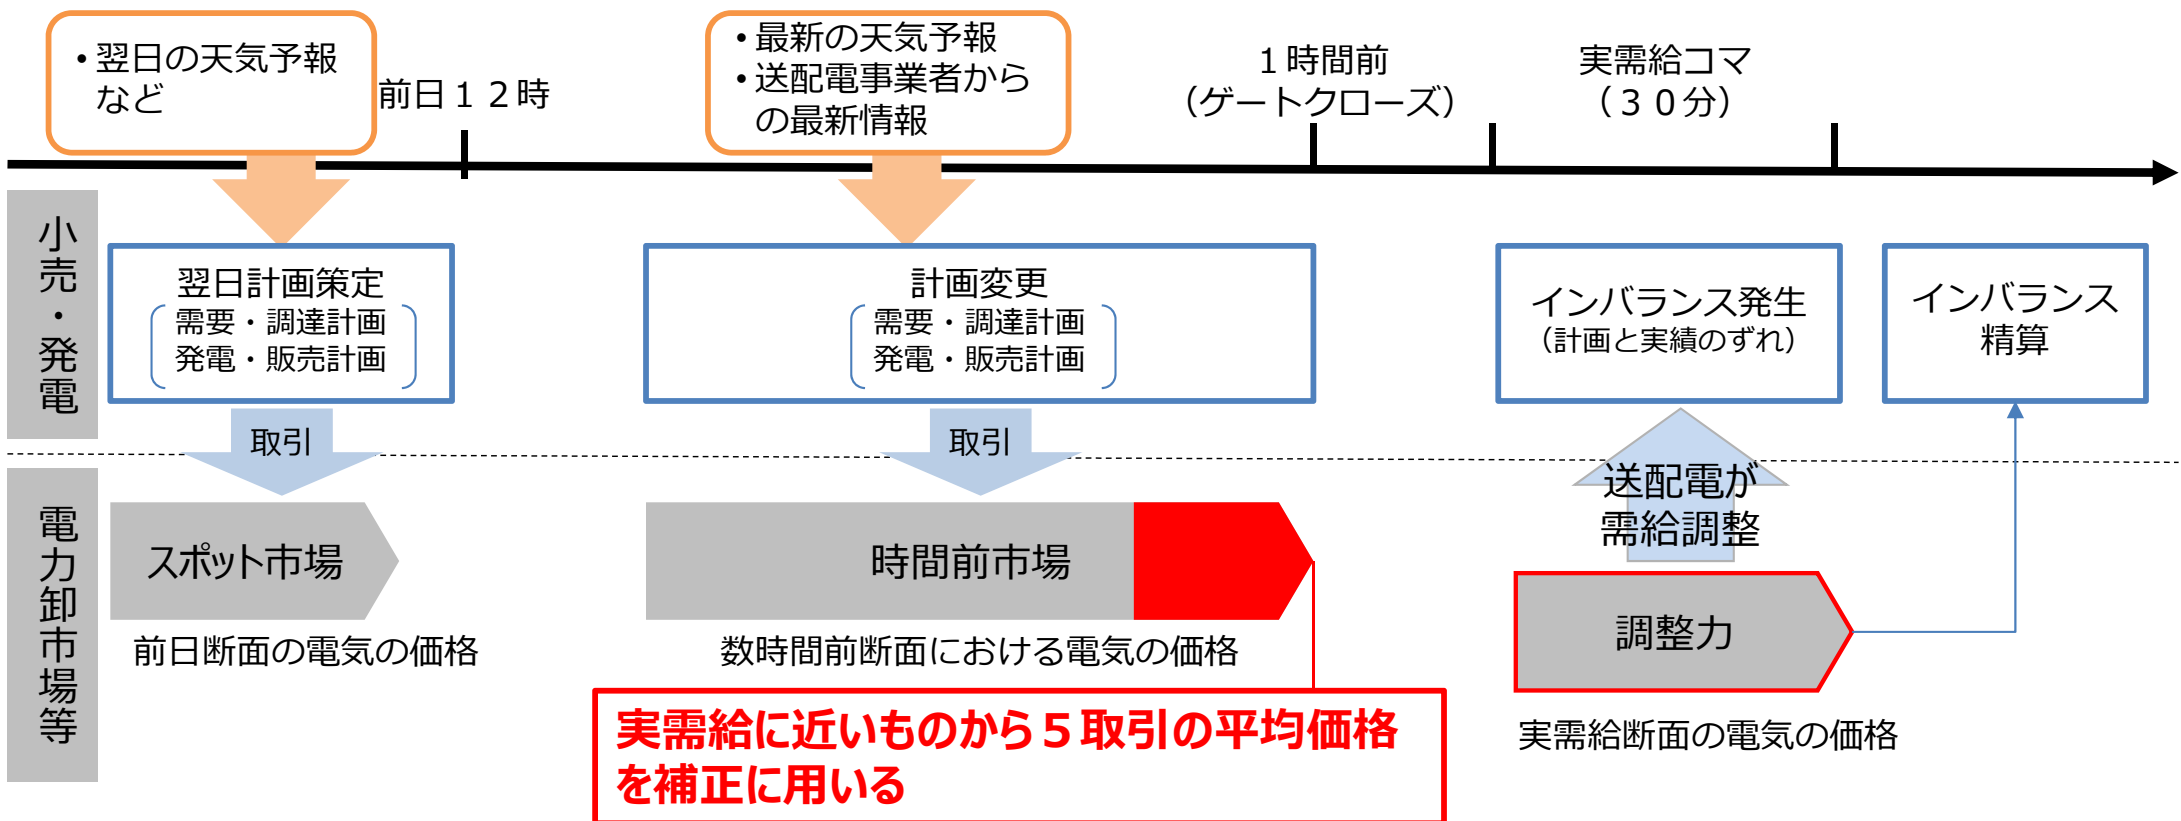 ・翌日の天気予報
など
前日１２時
・最新の天気予報
・送配電事業者から
の最新情報
１時間前
（ゲートクローズ）
実需給コマ
（３０分）
小売・発電
翌日計画策定
需要・調達計画
発電・販売計画
計画変更
需要・調達計画
発電・販売計画
インバランス発生
（計画と実績のずれ）
インバランス
精算
取引
取引
送配電が
需給調整
電力卸市場等
スポット市場
時間前市場
調整力
前日断面の電気の価格
数時間前断面における電気の価格
実需給断面の電気の価格
実需給に近いものから５取引の平均価格
を補正に用いる